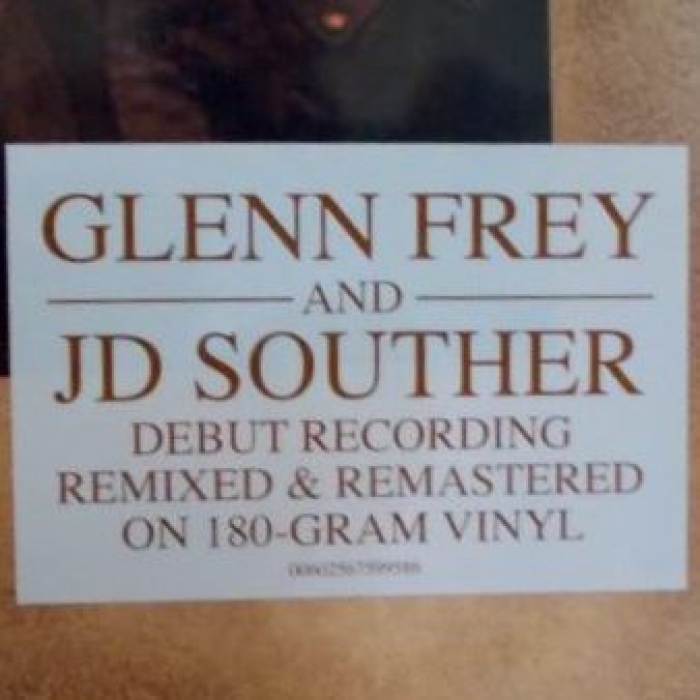 GLENN FREY
AND
JD SOUTHER
DEBUT RECORDING
REMIXED & REMASTERED
ON 180-GRAM VINYL